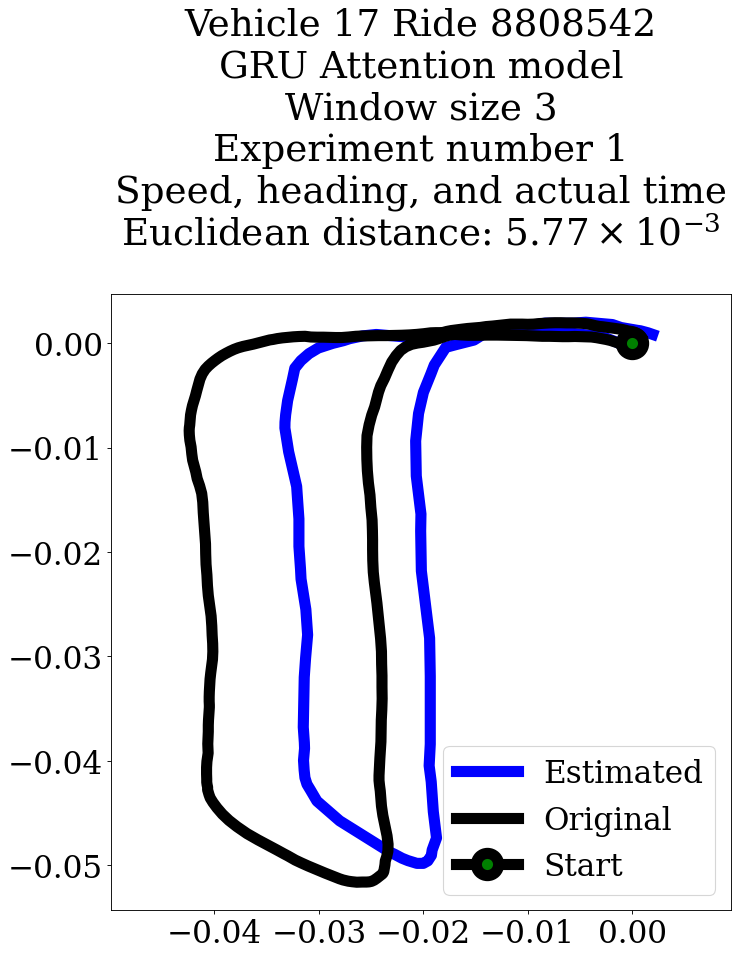 Vehicle 17 Ride 8808542
GRU Attention model
Window size 3
Experiment number 1
Speed, heading, and actual time
Euclidean distance: 5.77 × 10⁻³
0.00
−0.01
−0.02
−0.03
−0.04
−0.05
Estimated
Original
Start
−0.04 −0.03 −0.02 −0.01 0.00